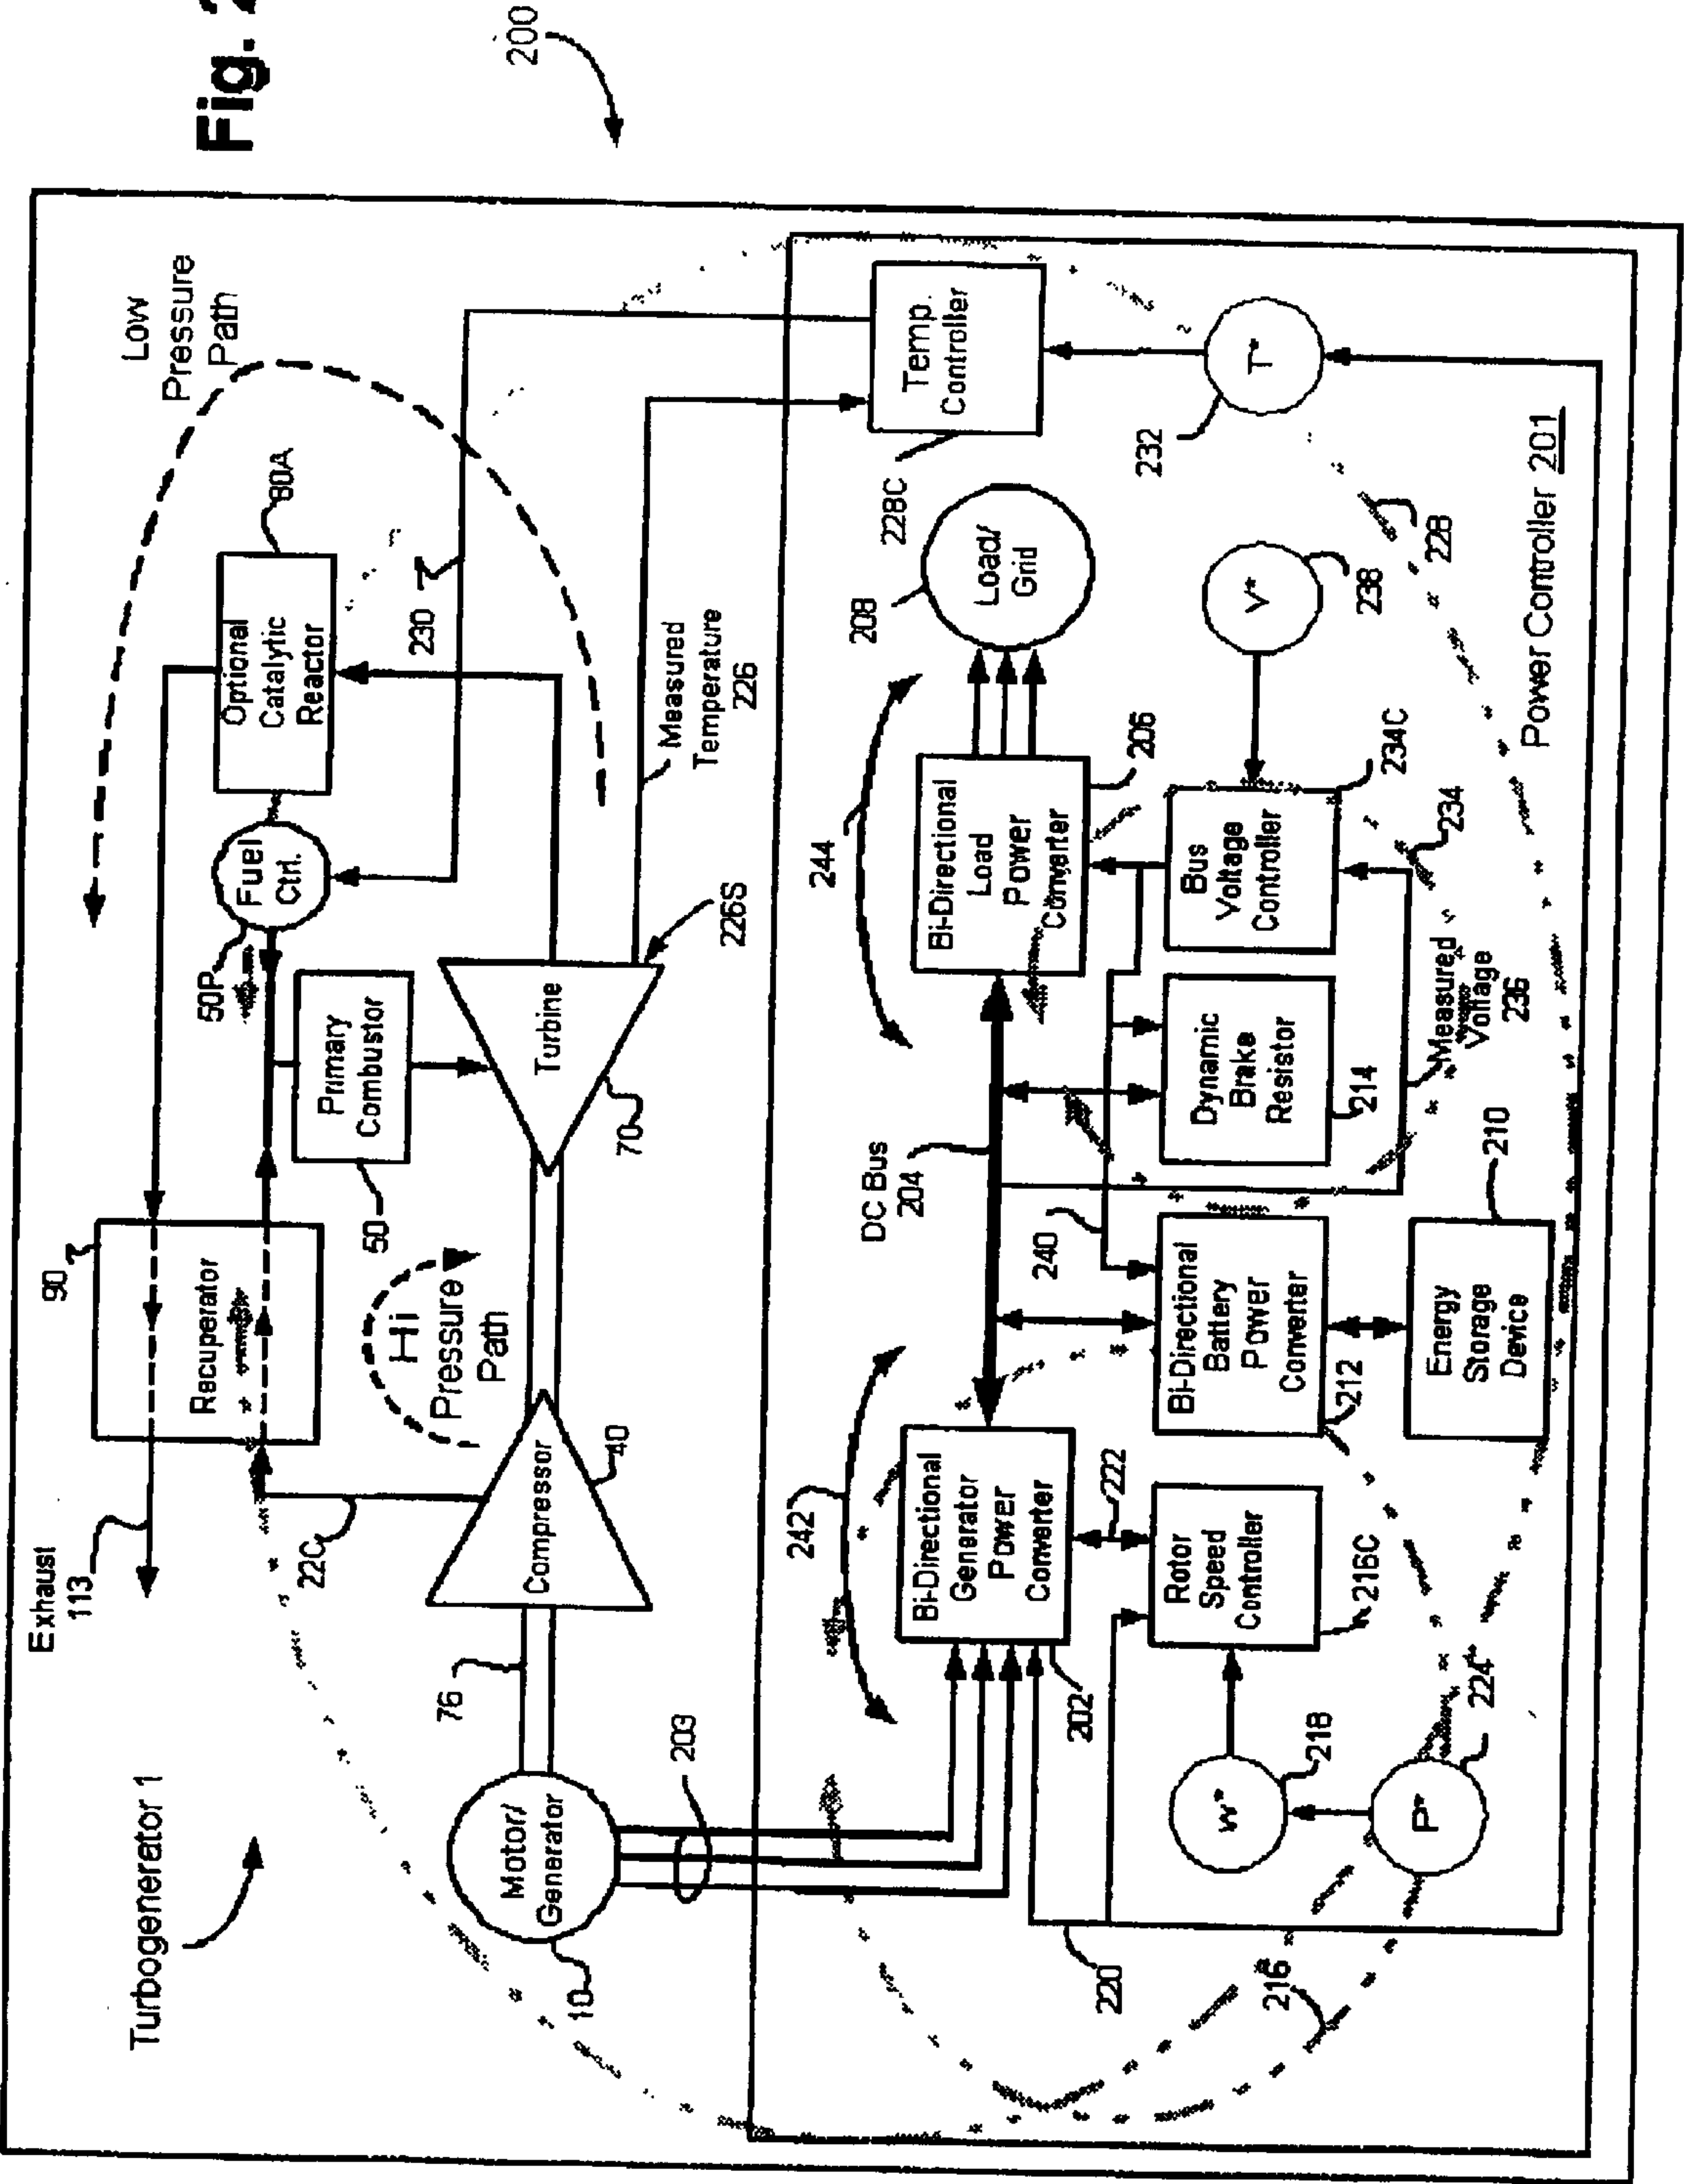 Fig. 2
200
Turbogenerator 1
Exhaust
113
90
Recuperator
Low
Pressure
Path
Optional
Catalytic
Reactor
80A
Fuel
Ctrl.
50P
22C
Hi
Pressure
Path
50
Primary
Combustor
230
10
Motor/
Generator
76
Compressor
40
Turbine
70
226S
Measured
Temperature
226
203
242
DC Bus
204
244
208
228C
Temp.
Controller
Bi-Directional
Generator
Power
Converter
202
222
Bi-Directional
Load
Power
Converter
206
Load/
Grid
220
240
232
Rotor
Speed
Controller
216C
Bi-Directional
Battery
Power
Converter
212
Dynamic
Brake
Resistor
214
Bus
Voltage
Controller
234C
V*
238
T*
W*
218
216
P*
224
Energy
Storage
Device
210
Measured
Voltage
236
234
228
Power Controller 201